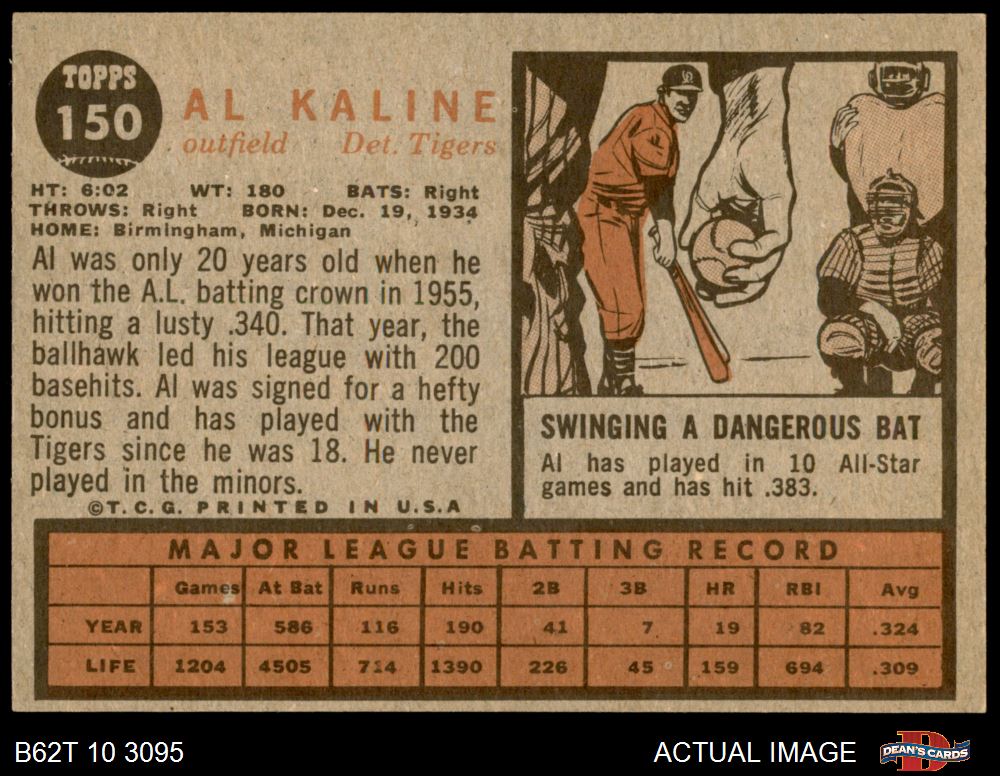 TOPPS
150
AL KALINE
outfield Det. Tigers
HT: 6:02 WT: 180 BATS: Right
THROWS: Right BORN: Dec. 19, 1934
HOME: Birmingham, Michigan
Al was only 20 years old when he
won the A.L. batting crown in 1955,
hitting a lusty .340. That year, the
ballhawk led his league with 200
basehits. Al was signed for a hefty
bonus and has played with the
Tigers since he was 18. He never
played in the minors.
©T.C.G. PRINTED IN U.S.A
SWINGING A DANGEROUS BAT
Al has played in 10 All-Star
games and has hit .383.
MAJOR LEAGUE BATTING RECORD
Games At Bat Runs Hits 2B 3B HR RBI Avg
YEAR 153 586 116 190 41 7 19 82 .324
LIFE 1204 4505 714 1390 226 45 159 694 .309
B62T 10 3095
ACTUAL IMAGE
DEAN'S CARDS